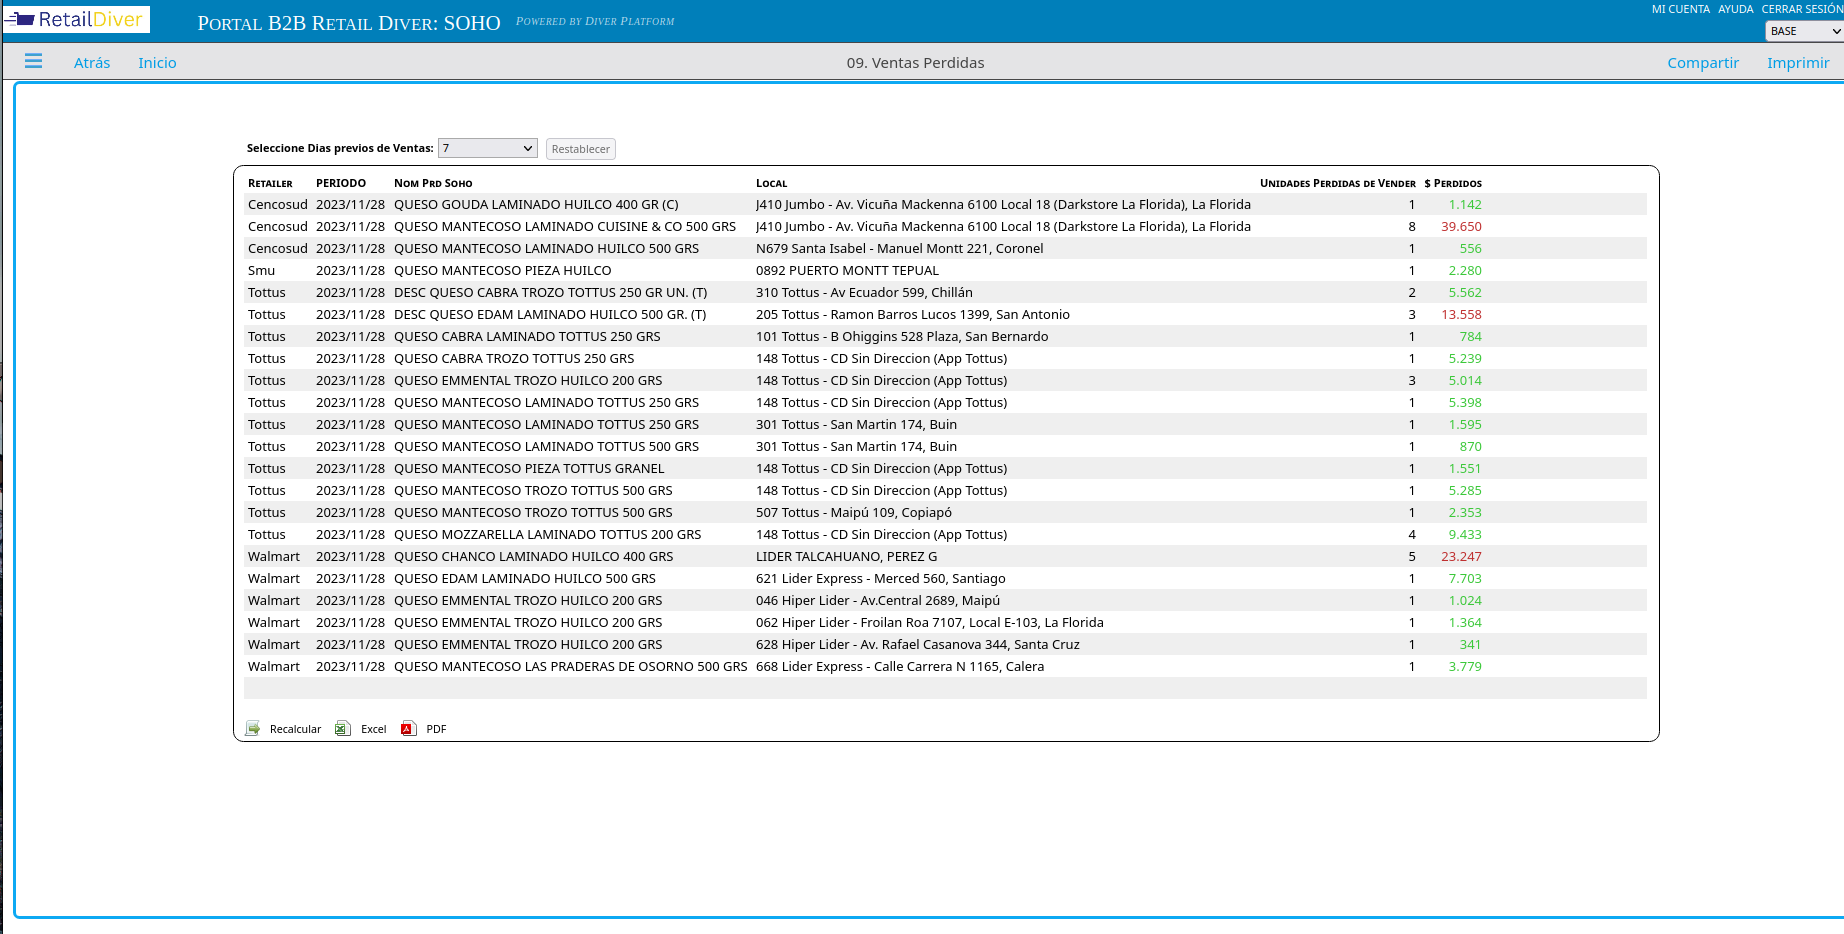 RetailDiver
PORTAL B2B RETAIL DIVER: SOHO POWERED BY DIVER PLATFORM
MI CUENTA AYUDA CERRAR SESIÓN
BASE
Atrás Inicio 09. Ventas Perdidas Compartir Imprimir
Seleccione Dias previos de Ventas: 7 Restablecer
RETAILER PERIODO NOM PRD SOHO LOCAL UNIDADES PERDIDAS DE VENDER $ PERDIDOS
Cencosud 2023/11/28 QUESO GOUDA LAMINADO HUILCO 400 GR (C) J410 Jumbo - Av. Vicuña Mackenna 6100 Local 18 (Darkstore La Florida), La Florida 1 1.142
Cencosud 2023/11/28 QUESO MANTECOSO LAMINADO CUISINE & CO 500 GRS J410 Jumbo - Av. Vicuña Mackenna 6100 Local 18 (Darkstore La Florida), La Florida 8 39.650
Cencosud 2023/11/28 QUESO MANTECOSO LAMINADO HUILCO 500 GRS N679 Santa Isabel - Manuel Montt 221, Coronel 1 556
Smu 2023/11/28 QUESO MANTECOSO PIEZA HUILCO 0892 PUERTO MONTT TEPUAL 1 2.280
Tottus 2023/11/28 DESC QUESO CABRA TROZO TOTTUS 250 GR UN. (T) 310 Tottus - Av Ecuador 599, Chillán 2 5.562
Tottus 2023/11/28 DESC QUESO EDAM LAMINADO HUILCO 500 GR. (T) 205 Tottus - Ramon Barros Lucos 1399, San Antonio 3 13.558
Tottus 2023/11/28 QUESO CABRA LAMINADO TOTTUS 250 GRS 101 Tottus - B Ohiggins 528 Plaza, San Bernardo 1 784
Tottus 2023/11/28 QUESO CABRA TROZO TOTTUS 250 GRS 148 Tottus - CD Sin Direccion (App Tottus) 1 5.239
Tottus 2023/11/28 QUESO EMMENTAL TROZO HUILCO 200 GRS 148 Tottus - CD Sin Direccion (App Tottus) 3 5.014
Tottus 2023/11/28 QUESO MANTECOSO LAMINADO TOTTUS 250 GRS 148 Tottus - CD Sin Direccion (App Tottus) 1 5.398
Tottus 2023/11/28 QUESO MANTECOSO LAMINADO TOTTUS 250 GRS 301 Tottus - San Martin 174, Buin 1 1.595
Tottus 2023/11/28 QUESO MANTECOSO LAMINADO TOTTUS 500 GRS 301 Tottus - San Martin 174, Buin 1 870
Tottus 2023/11/28 QUESO MANTECOSO PIEZA TOTTUS GRANEL 148 Tottus - CD Sin Direccion (App Tottus) 1 1.551
Tottus 2023/11/28 QUESO MANTECOSO TROZO TOTTUS 500 GRS 148 Tottus - CD Sin Direccion (App Tottus) 1 5.285
Tottus 2023/11/28 QUESO MANTECOSO TROZO TOTTUS 500 GRS 507 Tottus - Maipú 109, Copiapó 1 2.353
Tottus 2023/11/28 QUESO MOZZARELLA LAMINADO TOTTUS 200 GRS 148 Tottus - CD Sin Direccion (App Tottus) 4 9.433
Walmart 2023/11/28 QUESO CHANCO LAMINADO HUILCO 400 GRS LIDER TALCAHUANO, PEREZ G 5 23.247
Walmart 2023/11/28 QUESO EDAM LAMINADO HUILCO 500 GRS 621 Lider Express - Merced 560, Santiago 1 7.703
Walmart 2023/11/28 QUESO EMMENTAL TROZO HUILCO 200 GRS 046 Hiper Lider - Av.Central 2689, Maipú 1 1.024
Walmart 2023/11/28 QUESO EMMENTAL TROZO HUILCO 200 GRS 062 Hiper Lider - Froilan Roa 7107, Local E-103, La Florida 1 1.364
Walmart 2023/11/28 QUESO EMMENTAL TROZO HUILCO 200 GRS 628 Hiper Lider - Av. Rafael Casanova 344, Santa Cruz 1 341
Walmart 2023/11/28 QUESO MANTECOSO LAS PRADERAS DE OSORNO 500 GRS 668 Lider Express - Calle Carrera N 1165, Calera 1 3.779
Recalcular Excel PDF